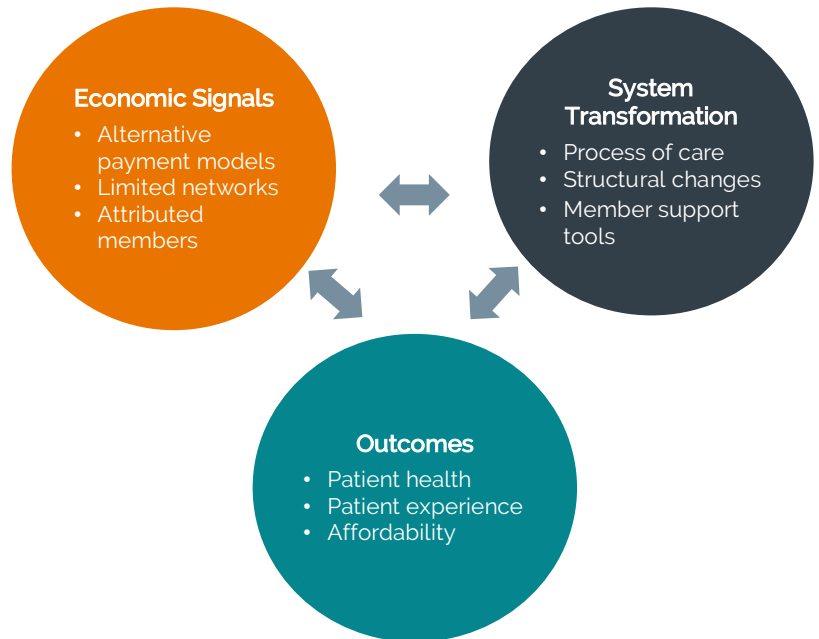 Economic Signals
• Alternative
payment models
• Limited networks
• Attributed
members
System
Transformation
• Process of care
• Structural changes
• Member support
tools
Outcomes
• Patient health
• Patient experience
• Affordability